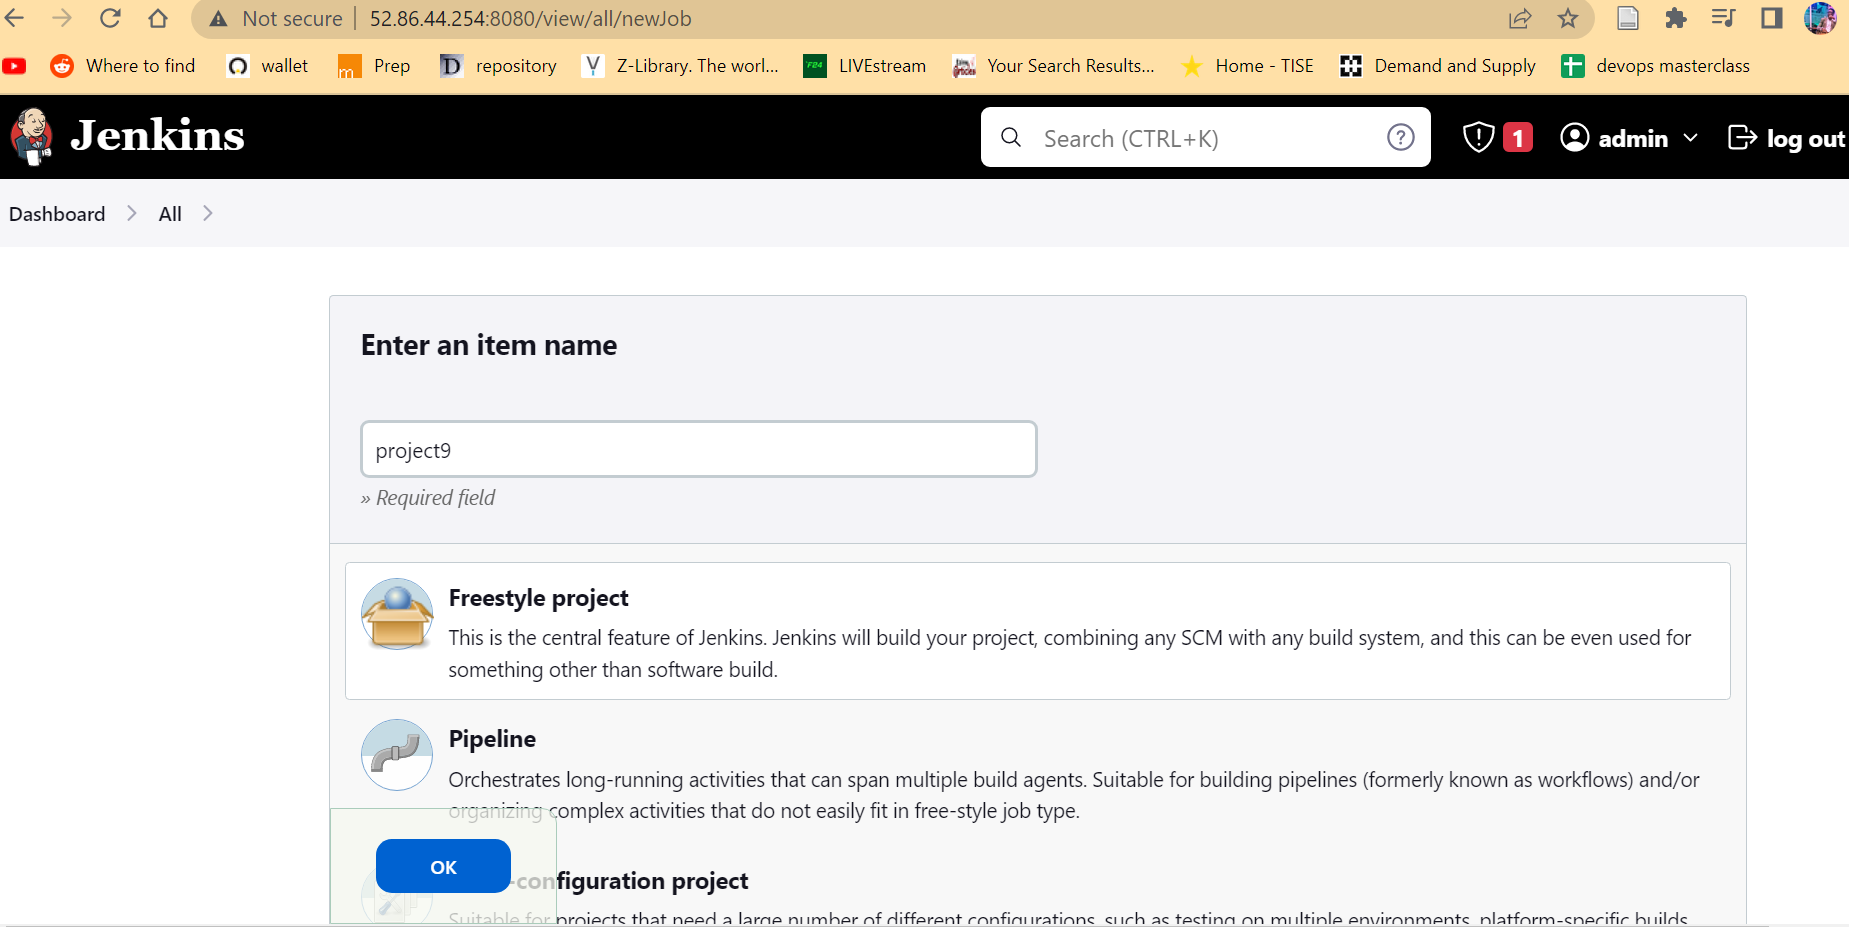 Not secure | 52.86.44.254:8080/view/all/newJob
Where to find wallet Prep repository Z-Library. The worl... LIVEstream Your Search Results... Home - TISE Demand and Supply devops masterclass
Jenkins Search (CTRL+K) 1 admin log out
Dashboard All
Enter an item name
project9
» Required field
Freestyle project
This is the central feature of Jenkins. Jenkins will build your project, combining any SCM with any build system, and this can be even used for
something other than software build.
Pipeline
Orchestrates long-running activities that can span multiple build agents. Suitable for building pipelines (formerly known as workflows) and/or
organizing complex activities that do not easily fit in free-style job type.
OK
-configuration project
Suitable for projects that need a large number of different configurations, such as testing on multiple environments, platform-specific builds,